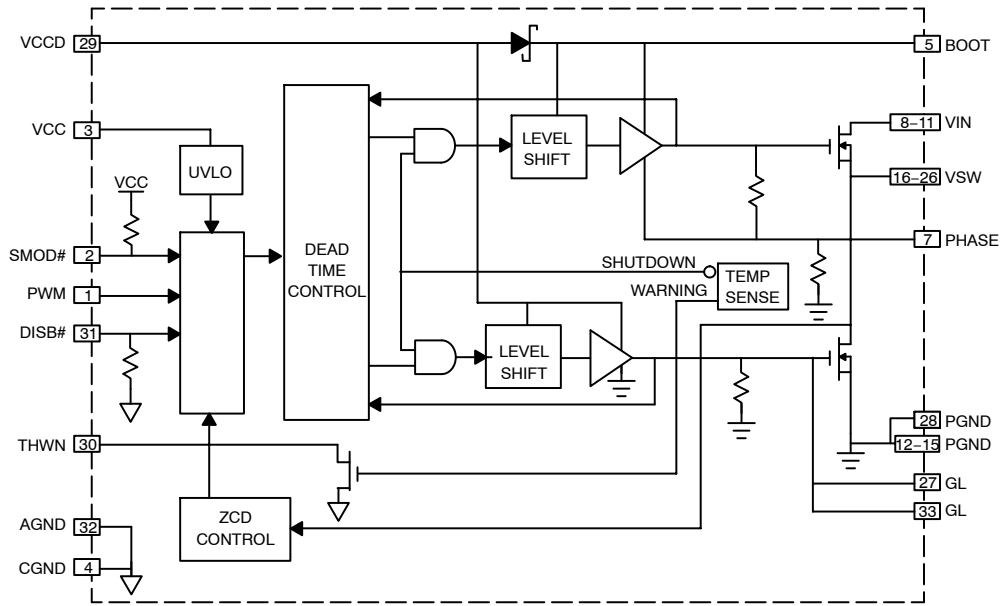 VCCD 29
5 BOOT
VCC 3
8–11 VIN
LEVEL
SHIFT
UVLO
VCC
16–26 VSW
SMOD# 2
7 PHASE
DEAD
TIME
CONTROL
SHUTDOWN
TEMP
SENSE
WARNING
PWM 1
DISB# 31
LEVEL
SHIFT
28 PGND
12–15 PGND
THWN 30
27 GL
33 GL
ZCD
CONTROL
AGND 32
CGND 4